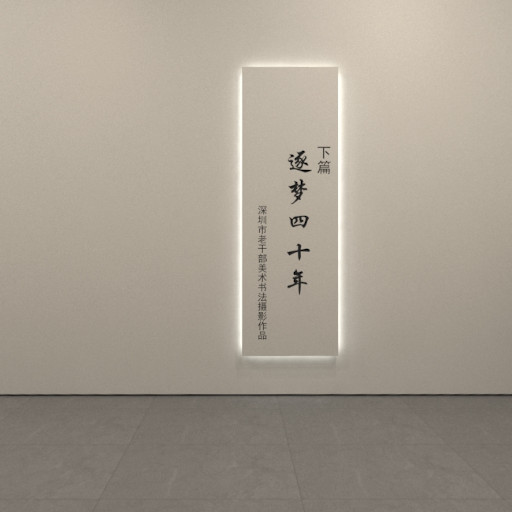 下篇
逐梦四十年
深圳市老干部美术书法摄影作品